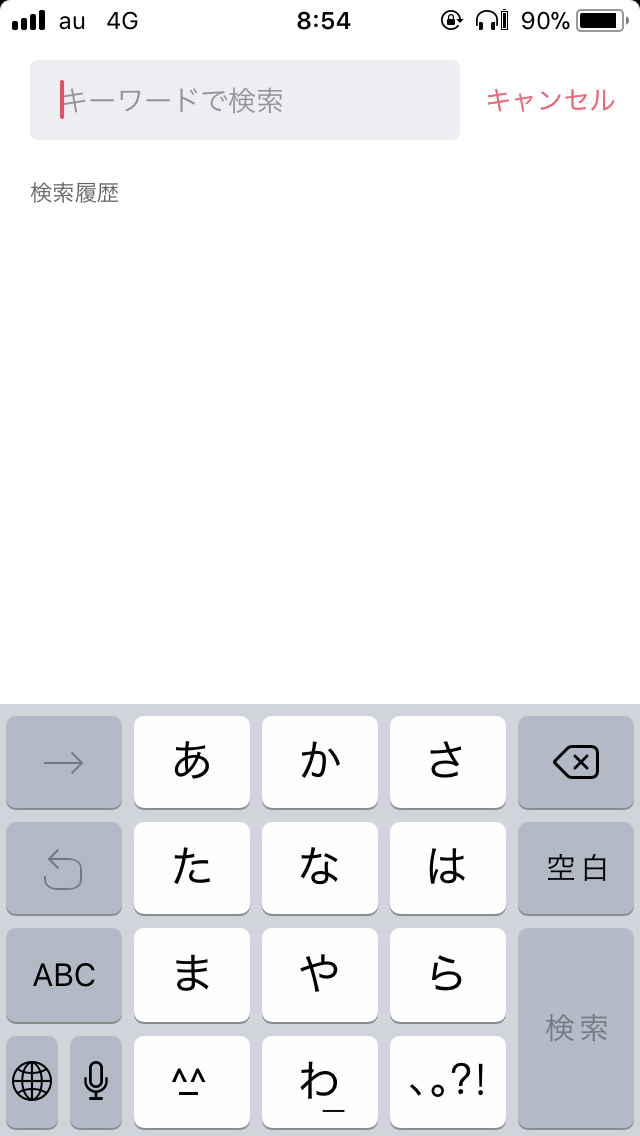 au 4G 8:54 90%
キーワードで検索 キャンセル
検索履歴
→ あ か さ
た な は 空白
ABC ま や ら
検索
^^ わ 、。?!